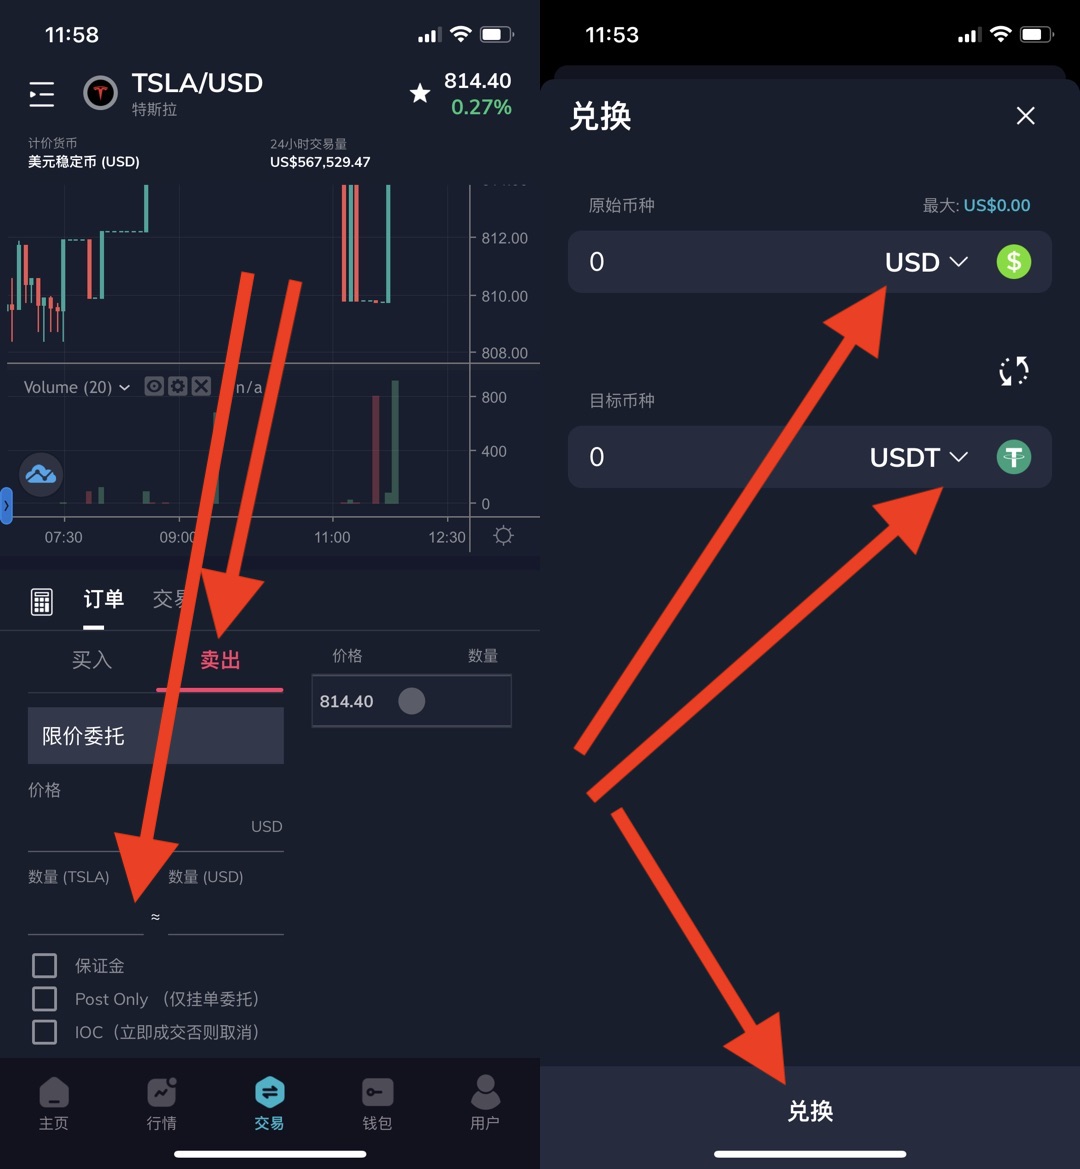 11:58
TSLA/USD
特斯拉
814.40
0.27%
计价货币
美元稳定币 (USD)
24小时交易量
US$567,529.47
812.00
810.00
808.00
Volume (20)
n/a
800
400
0
07:30
09:00
11:00
12:30
订单
交易
买入
卖出
价格
数量
814.40
限价委托
价格
USD
数量 (TSLA)
数量 (USD)
≈
保证金
Post Only （仅挂单委托）
IOC（立即成交否则取消）
主页
行情
交易
钱包
用户
11:53
兑换
原始币种
最大: US$0.00
0
USD
目标币种
0
USDT
兑换